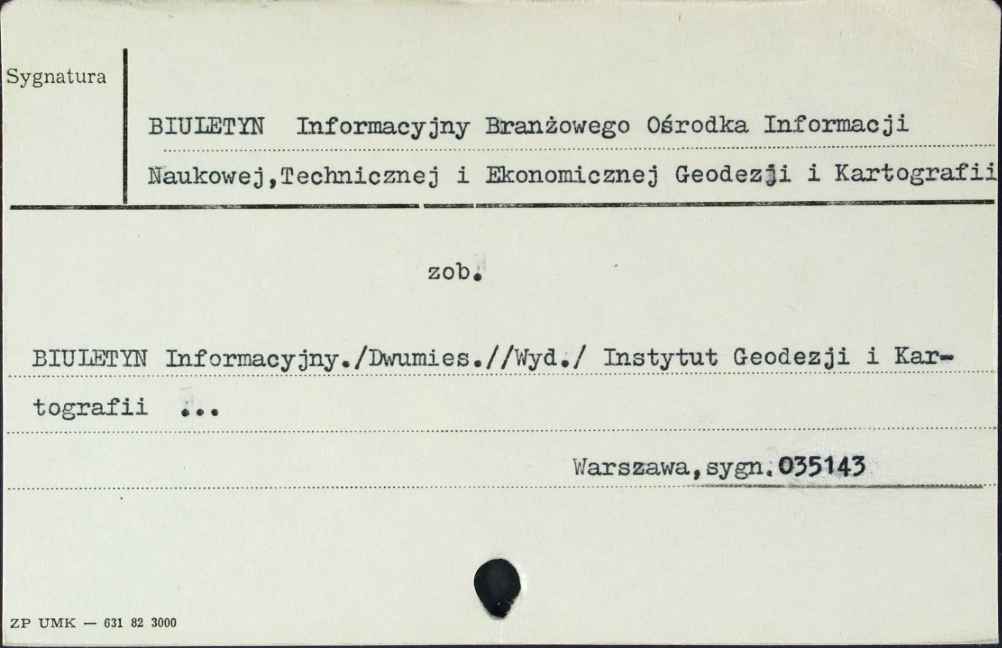 Sygnatura
BIULETYN Informacyjny Branżowego Ośrodka Informacji
Naukowej,Technicznej i Ekonomicznej Geodezji i Kartografii
zob.
BIULETYN Informacyjny./Dwumies.//Wyd./ Instytut Geodezji i Kar-
tografii ...
Warszawa,sygn.035143
ZP UMK — 631 82 3000